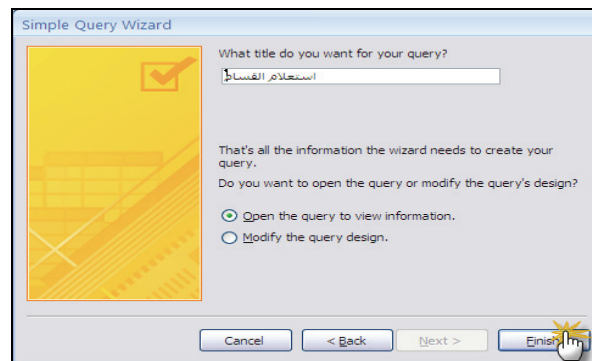 Simple Query Wizard
What title do you want for your query?
استعلام القسام
That's all the information the wizard needs to create your
query.
Do you want to open the query or modify the query's design?
Open the query to view information.
Modify the query design.
Cancel
< Back
Next >
Finish